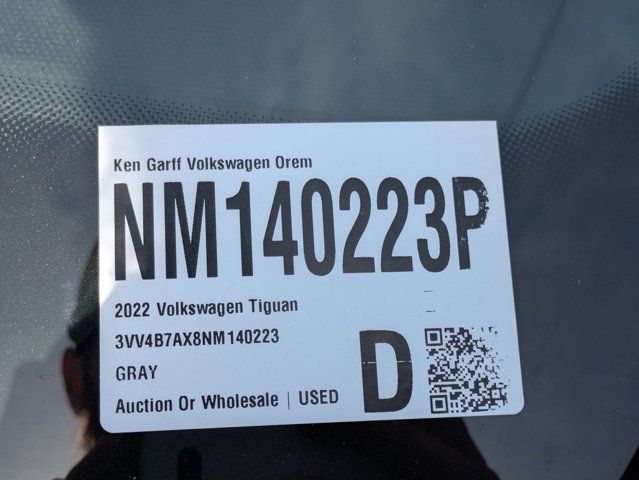 Ken Garff Volkswagen Orem
NM140223P
2022 Volkswagen Tiguan
3VV4B7AX8NM140223
GRAY
Auction Or Wholesale | USED
D